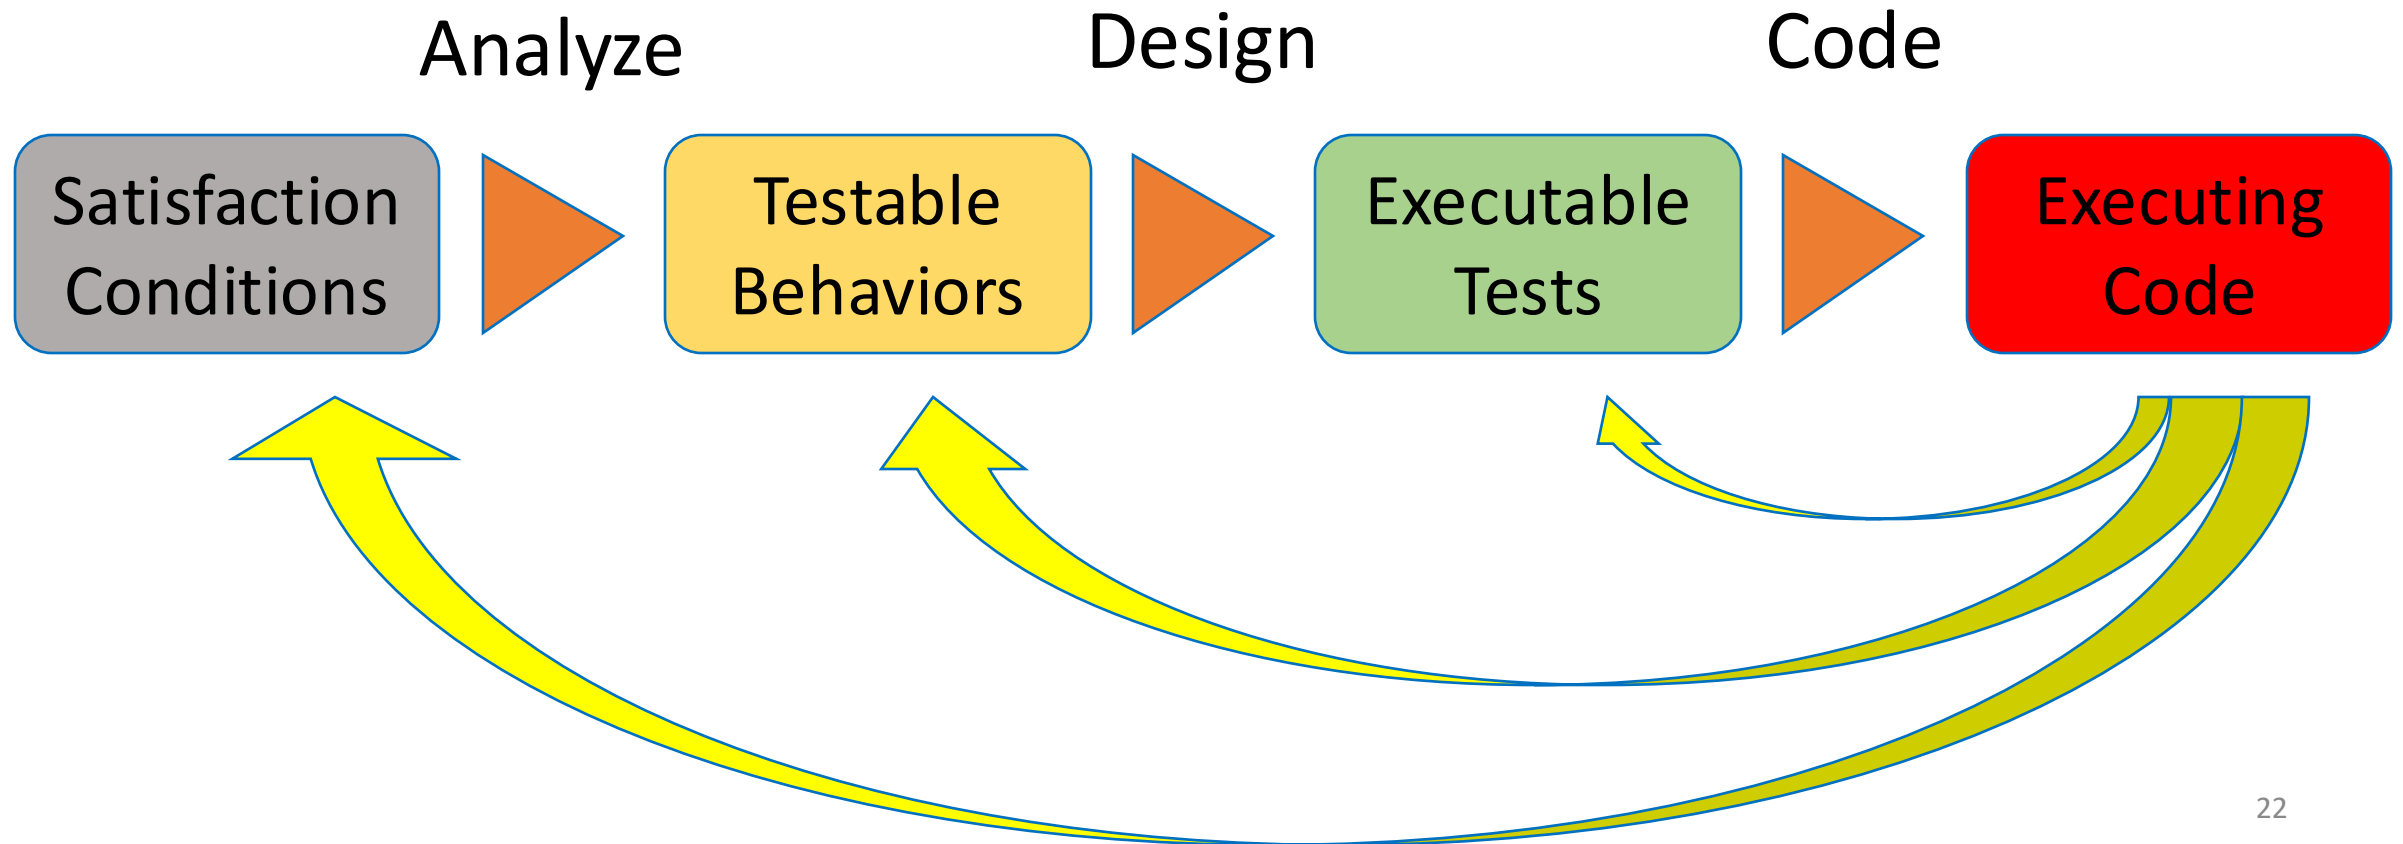 Analyze
Design
Code
Satisfaction
Conditions
Testable
Behaviors
Executable
Tests
Executing
Code
22